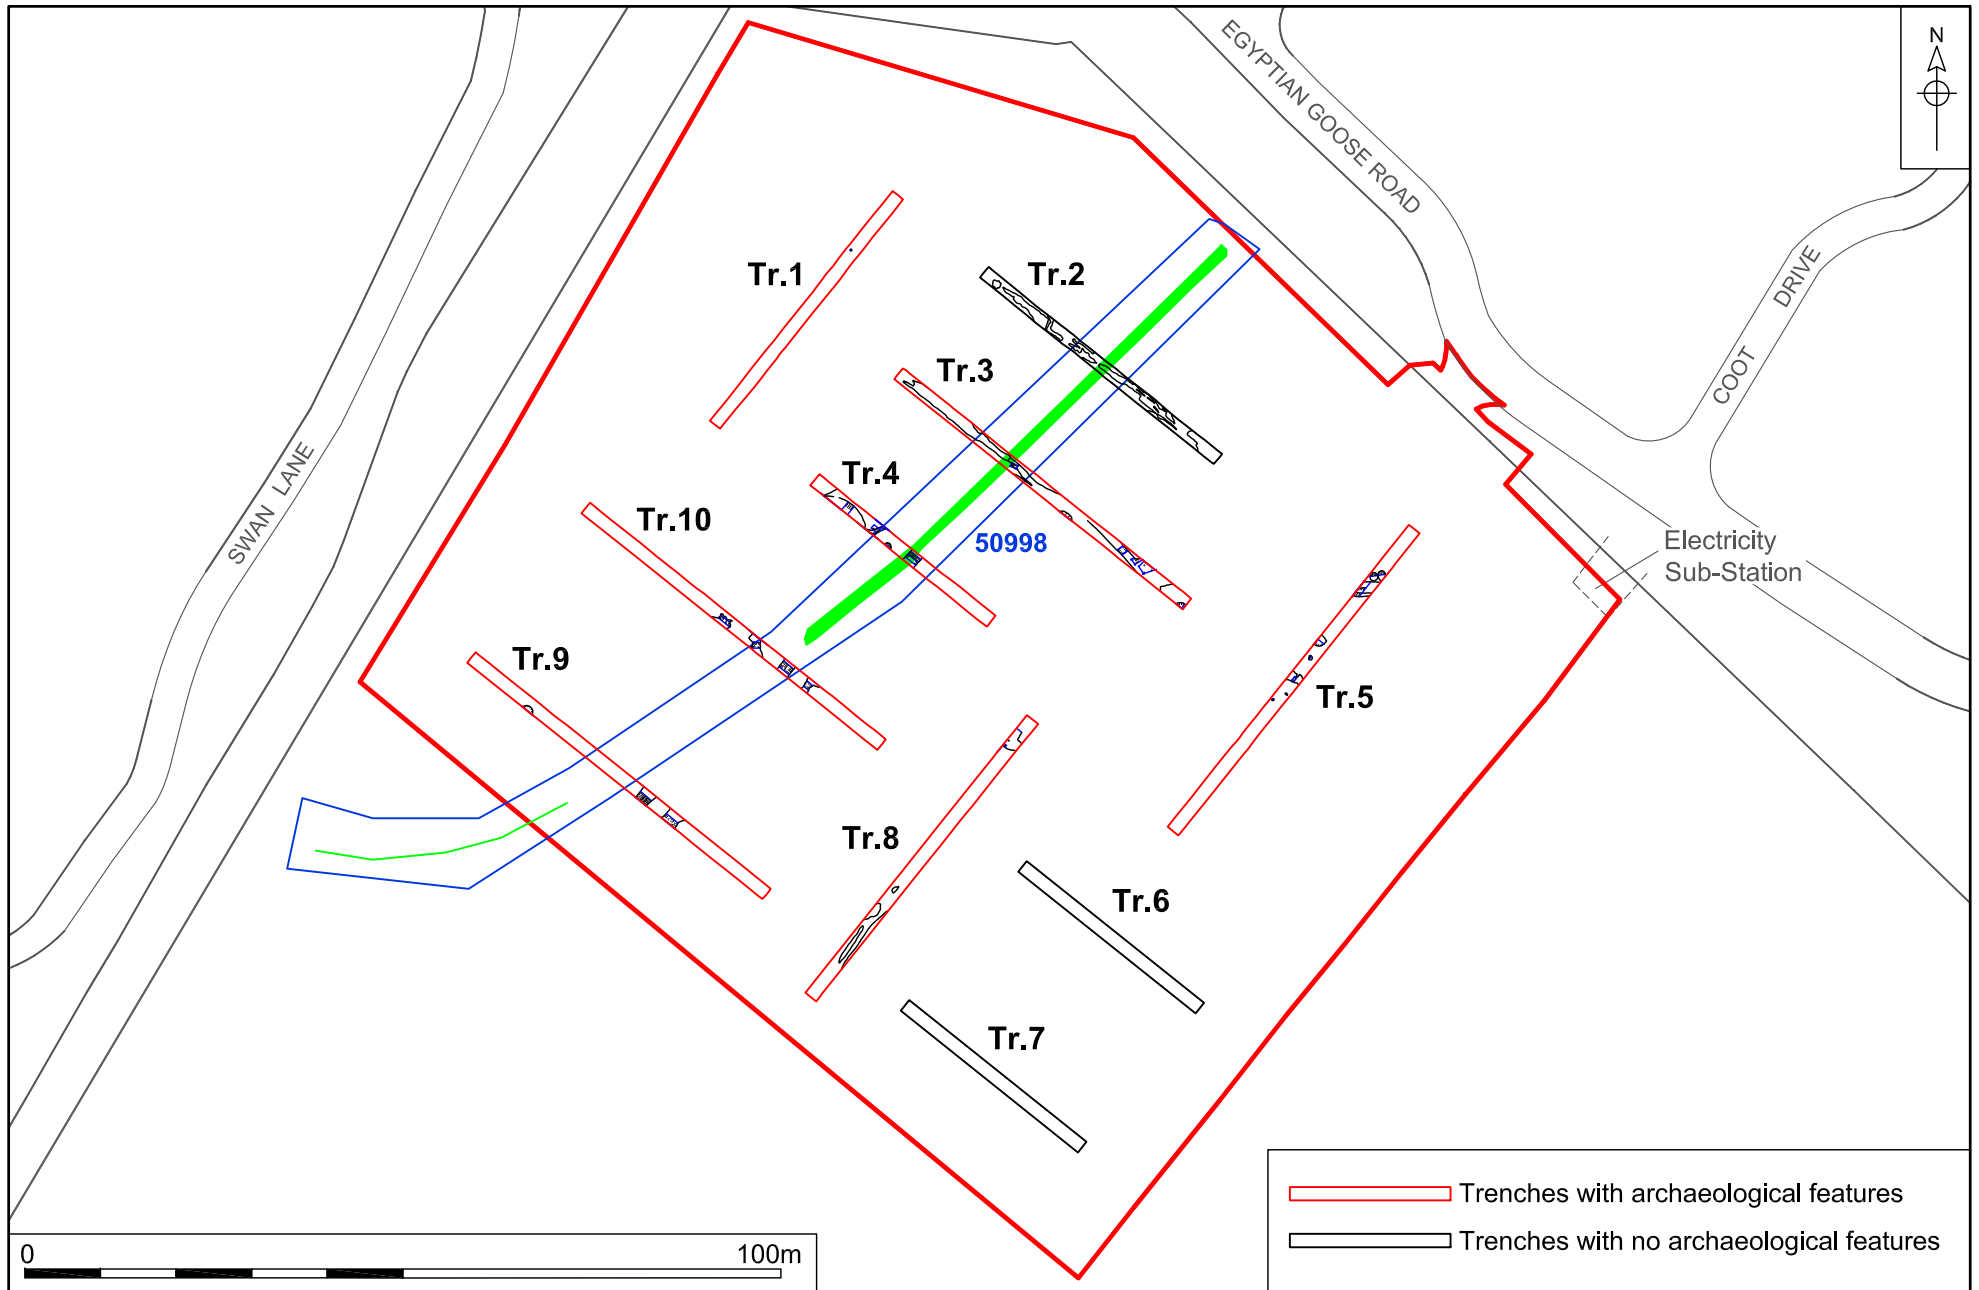 N
EGYPTIAN GOOSE ROAD
COOT DRIVE
SWAN LANE
Tr.1
Tr.2
Tr.3
Tr.4
Tr.10
50998
Electricity
Sub-Station
Tr.9
Tr.5
Tr.8
Tr.6
Tr.7
Trenches with archaeological features
Trenches with no archaeological features
0 100m